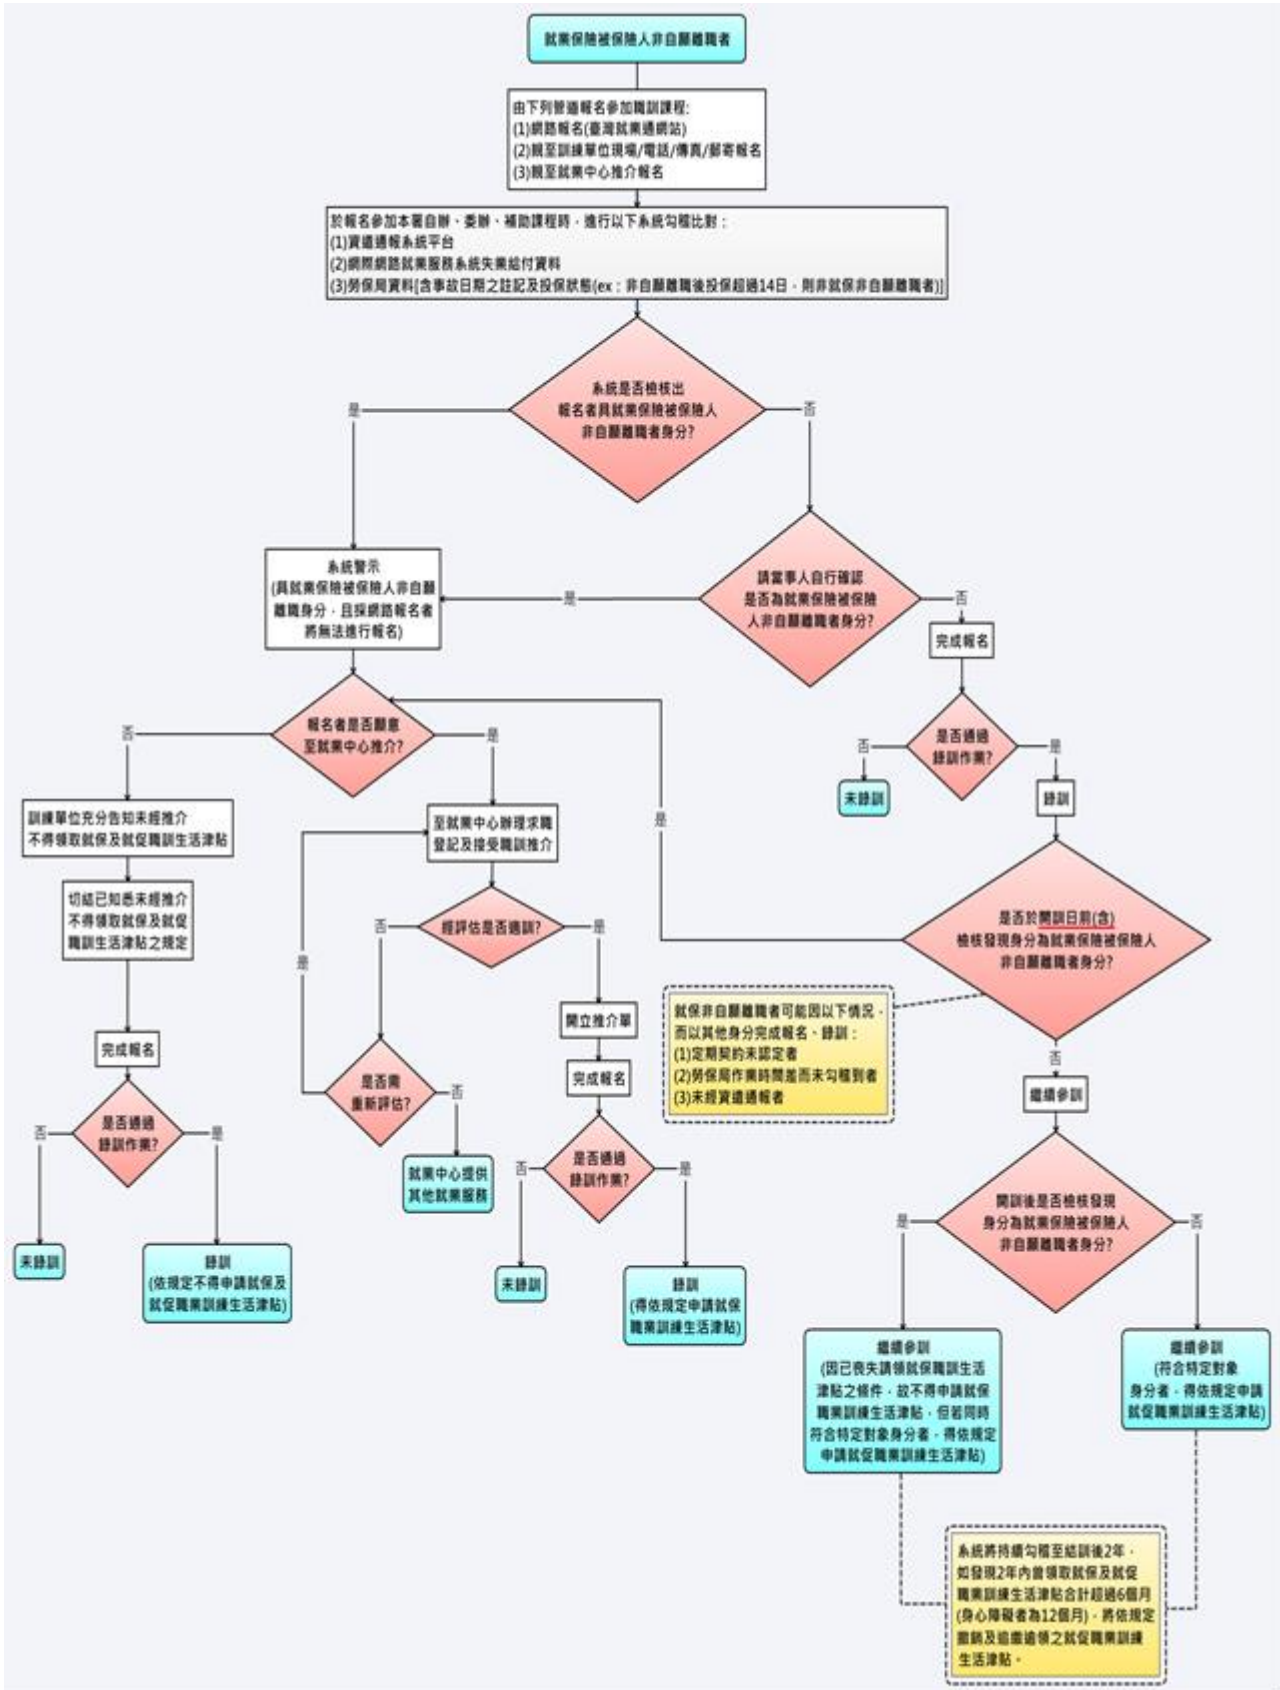 就業保險被保險人非自願離職者
由下列管道報名參加職訓課程:
(1)網路報名(臺灣就業通網站)
(2)親至訓練單位現場/電話/傳真/郵寄報名
(3)親至就業中心推介報名
於報名參加本署自辦、委辦、補助課程時，進行以下系統勾稽比對：
(1)資遣通報系統平台
(2)網際網路就業服務系統失業給付資料
(3)勞保局資料[含事故日期之註記及投保狀態(ex：非自願離職後投保超過14日，則非就保非自願離職者)]
系統是否檢核出
報名者具就業保險被保險人
非自願離職者身分?
是
否
系統警示
(具就業保險被保險人非自願
離職身分，且採網路報名者
將無法進行報名)
請當事人自行確認
是否為就業保險被保險
人非自願離職者身分?
是
否
完成報名
報名者是否願意
至就業中心推介?
否
是
是否通過
錄訓作業?
否
是
未錄訓
錄訓
訓練單位充分告知未經推介
不得領取就保及就促職訓生活津貼
至就業中心辦理求職
登記及接受職訓推介
是
切結已知悉未經推介
不得領取就保及就促
職訓生活津貼之規定
經評估是否適訓?
否
是
是
是否於開訓日前(含)
檢核發現身分為就業保險被保險人
非自願離職者身分?
就保非自願離職者可能因以下情況，
而以其他身分完成報名、錄訓：
(1)定期契約未認定者
(2)勞保局作業時間差而未勾稽到者
(3)未經資遣通報者
開立推介單
完成報名
完成報名
是否需
重新評估?
否
否
繼續參訓
是否通過
錄訓作業?
否
是
就業中心提供
其他就業服務
是否通過
錄訓作業?
否
是
開訓後是否檢核發現
身分為就業保險被保險人
非自願離職者身分?
是
否
未錄訓
錄訓
(依規定不得申請就保及
就促職業訓練生活津貼)
未錄訓
錄訓
(得依規定申請就保
職業訓練生活津貼)
繼續參訓
(因已喪失請領就保職訓生活
津貼之條件，故不得申請就保
職業訓練生活津貼，但若同時
符合特定對象身分者，得依規定
申請就促職業訓練生活津貼)
繼續參訓
(符合特定對象
身分者，得依規定申請
就促職業訓練生活津貼)
系統將持續勾稽至結訓後2年，
如發現2年內曾領取就保及就促
職業訓練生活津貼合計超過6個月
(身心障礙者為12個月)，將依規定
撤銷及追繳逾領之就促職業訓練
生活津貼。